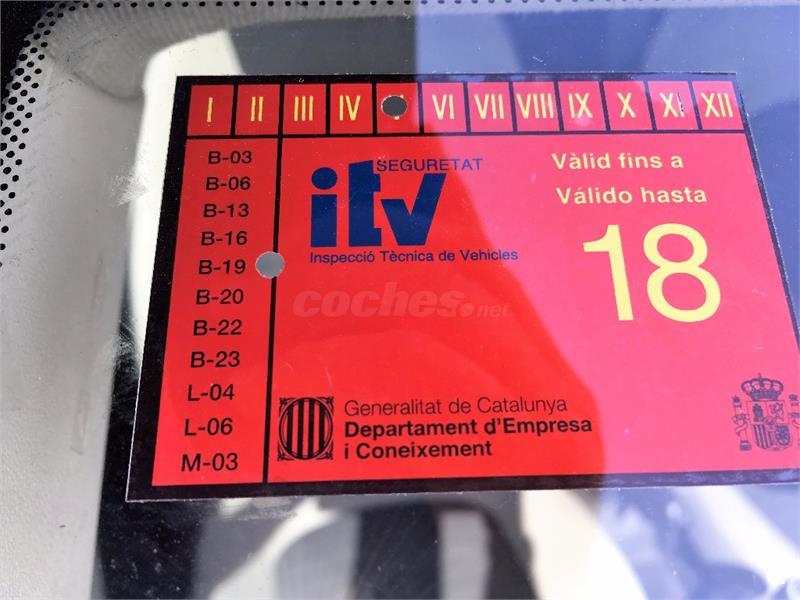 I II III IV VI VII VIII IX X XI XII
B-03
B-06
B-13
B-16
B-19
B-20
B-22
B-23
L-04
L-06
M-03
SEGURETAT
itv
Inspecció Tècnica de Vehicles
Vàlid fins a
Válido hasta
18
coches.net
Generalitat de Catalunya
Departament d'Empresa
i Coneixement